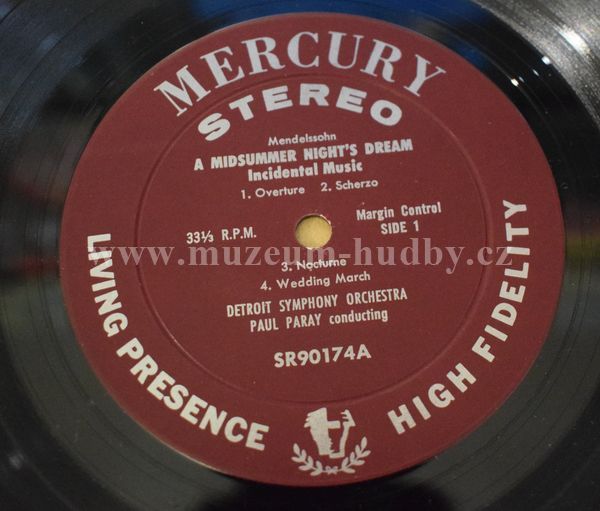 MERCURY
STEREO
Mendelssohn
A MIDSUMMER NIGHT'S DREAM
Incidental Music
1. Overture 2. Scherzo
33⅓ R.P.M.
Margin Control
SIDE 1
www.muzeum-hudby.cz
3. Nocturne
4. Wedding March
DETROIT SYMPHONY ORCHESTRA
PAUL PARAY conducting
SR90174A
LIVING PRESENCE
HIGH FIDELITY